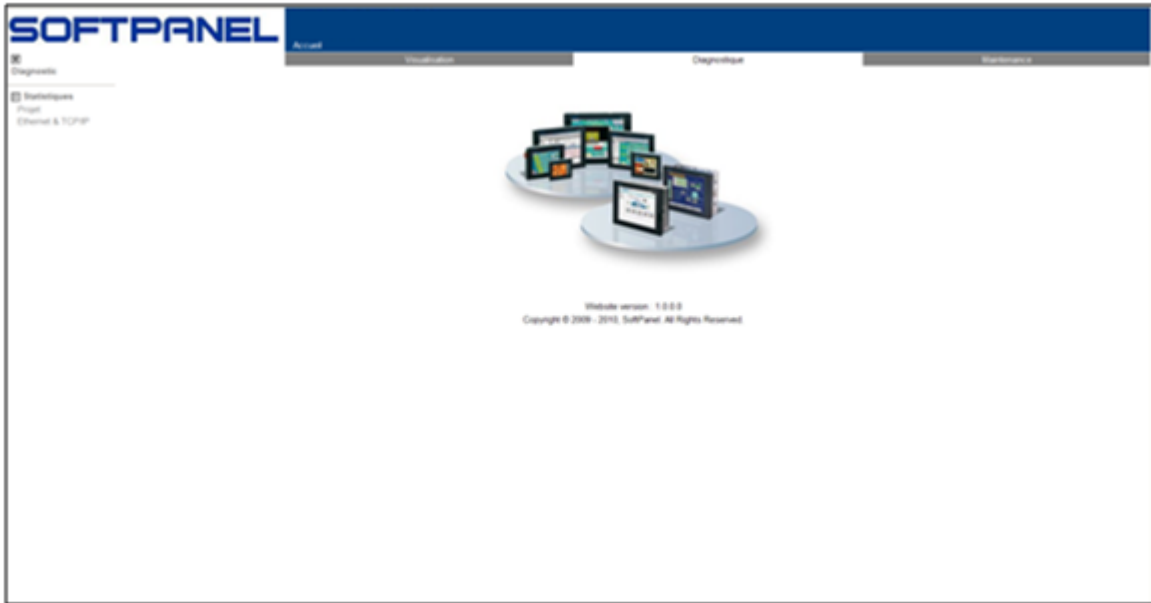 SOFTPANEL
Accueil
Visualisation
Diagnostique
Maintenance
Diagnostic
Statistiques
Projet
Ethernet & TCP/IP
Website version : 1.0.0.0
Copyright © 2009 - 2010, SoftPanel. All Rights Reserved.